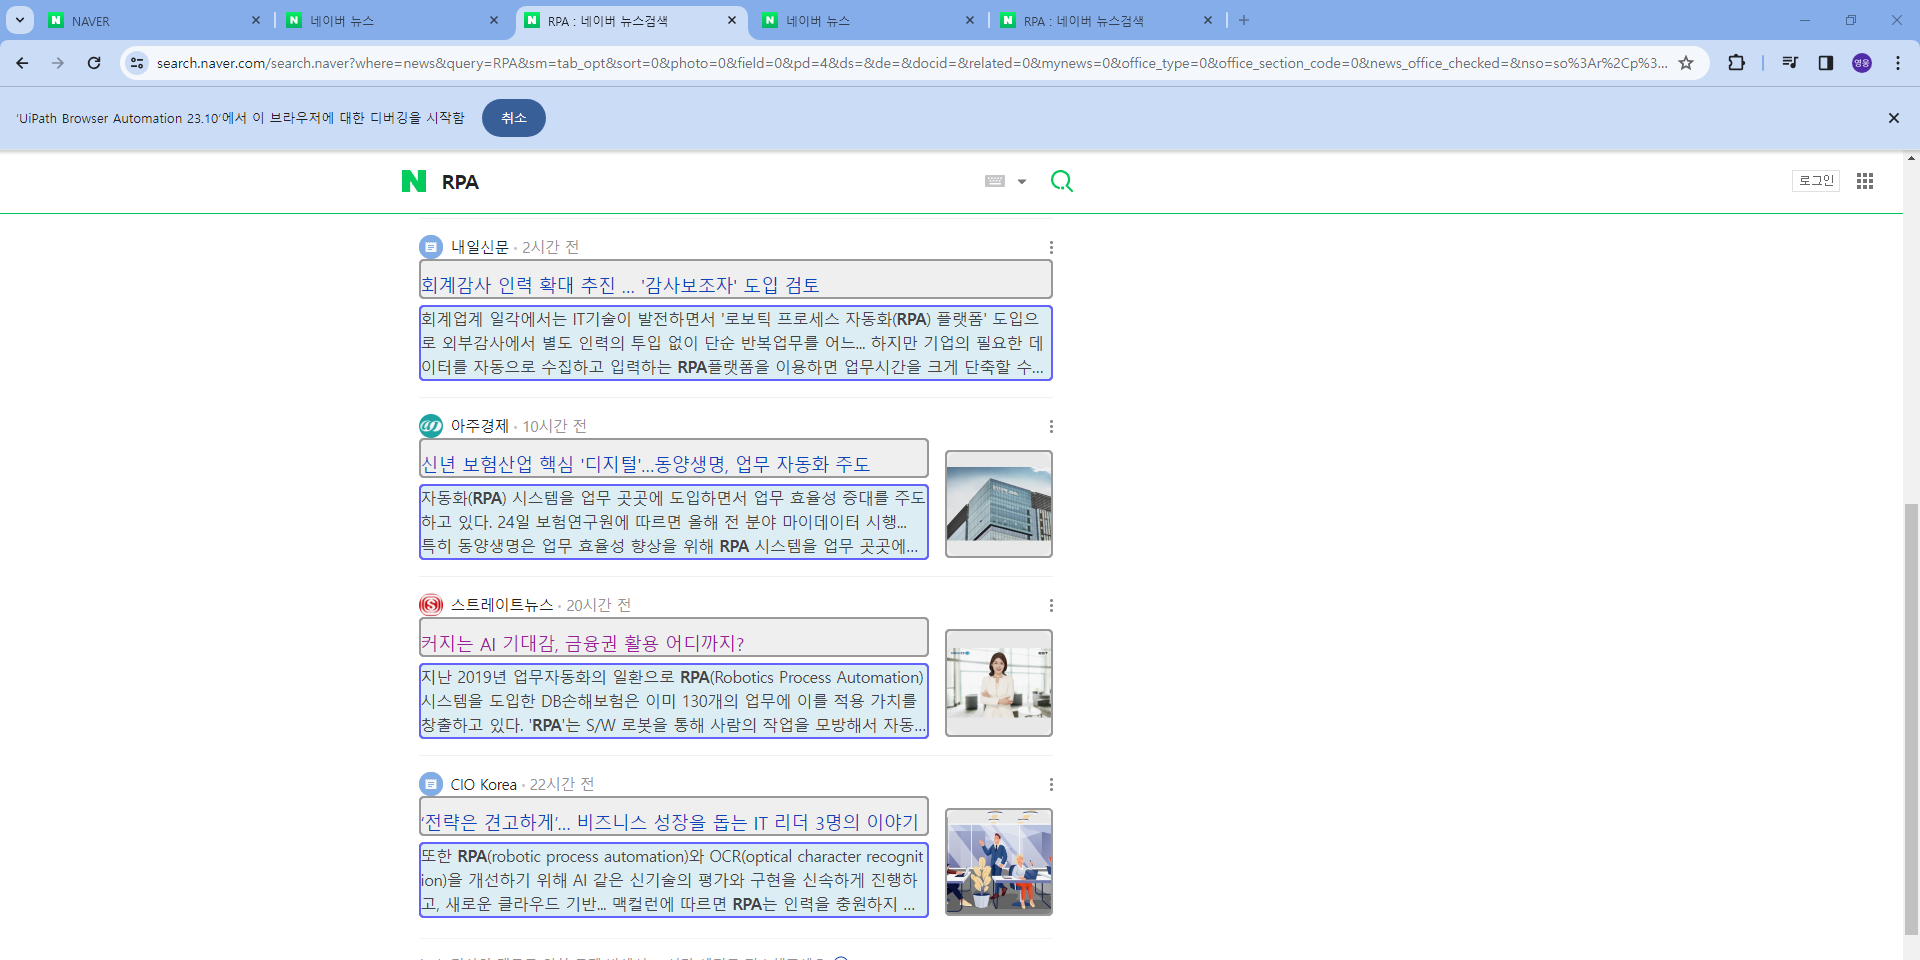 NAVER
네이버 뉴스
RPA : 네이버 뉴스검색
네이버 뉴스
RPA : 네이버 뉴스검색
search.naver.com/search.naver?where=news&query=RPA&sm=tab_opt&sort=0&photo=0&field=0&pd=4&ds=&de=&docid=&related=0&mynews=0&office_type=0&office_section_code=0&news_office_checked=&nso=so%3Ar%2Cp%3...
영웅
'UiPath Browser Automation 23.10'에서 이 브라우저에 대한 디버깅을 시작함
취소
RPA
로그인
내일신문 · 2시간 전
회계감사 인력 확대 추진 ... '감사보조자' 도입 검토
회계업계 일각에서는 IT기술이 발전하면서 '로보틱 프로세스 자동화(RPA) 플랫폼' 도입으
로 외부감사에서 별도 인력의 투입 없이 단순 반복업무를 어느... 하지만 기업의 필요한 데
이터를 자동으로 수집하고 입력하는 RPA플랫폼을 이용하면 업무시간을 크게 단축할 수...
아주경제 · 10시간 전
신년 보험산업 핵심 '디지털'...동양생명, 업무 자동화 주도
자동화(RPA) 시스템을 업무 곳곳에 도입하면서 업무 효율성 증대를 주도
하고 있다. 24일 보험연구원에 따르면 올해 전 분야 마이데이터 시행...
특히 동양생명은 업무 효율성 향상을 위해 RPA 시스템을 업무 곳곳에...
스트레이트뉴스 · 20시간 전
커지는 AI 기대감, 금융권 활용 어디까지?
지난 2019년 업무자동화의 일환으로 RPA(Robotics Process Automation)
시스템을 도입한 DB손해보험은 이미 130개의 업무에 이를 적용 가치를
창출하고 있다. 'RPA'는 S/W 로봇을 통해 사람의 작업을 모방해서 자동...
CIO Korea · 22시간 전
'전략은 견고하게'... 비즈니스 성장을 돕는 IT 리더 3명의 이야기
또한 RPA(robotic process automation)와 OCR(optical character recognit
ion)을 개선하기 위해 AI 같은 신기술의 평가와 구현을 신속하게 진행하
고, 새로운 클라우드 기반... 맥컬런에 따르면 RPA는 인력을 충원하지 ...